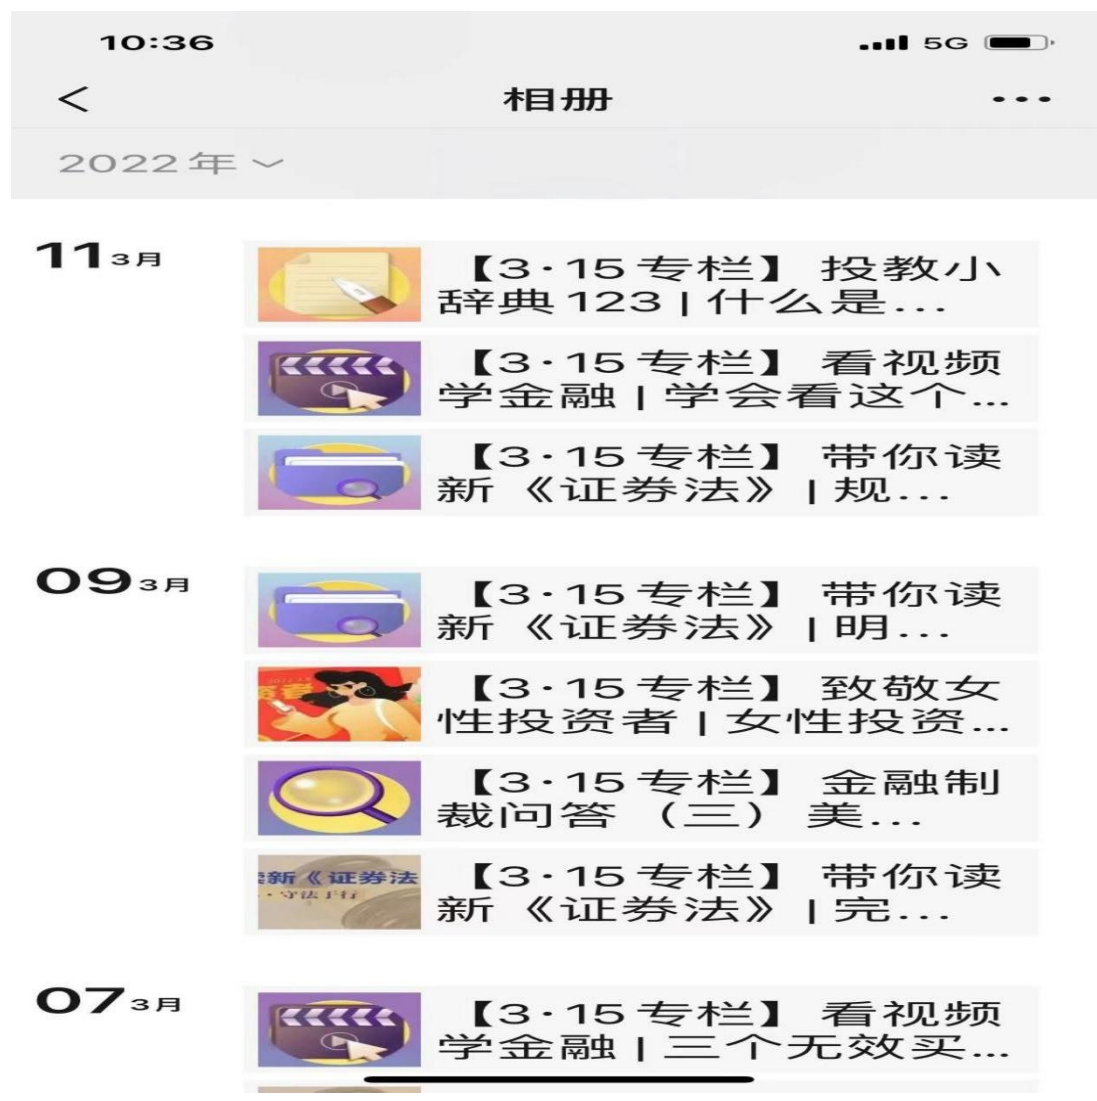 10:36
5G
相册
2022年
11 3月
【3·15专栏】 投教小
辞典123 | 什么是...
【3·15专栏】 看视频
学金融 | 学会看这个...
【3·15专栏】 带你读
新《证券法》 | 规...
09 3月
【3·15专栏】 带你读
新《证券法》 | 明...
【3·15专栏】 致敬女
性投资者 | 女性投资...
【3·15专栏】 金融制
裁问答 (三) 美...
新《证券法
【3·15专栏】 带你读
新《证券法》 | 完...
07 3月
【3·15专栏】 看视频
学金融 | 三个无效买...